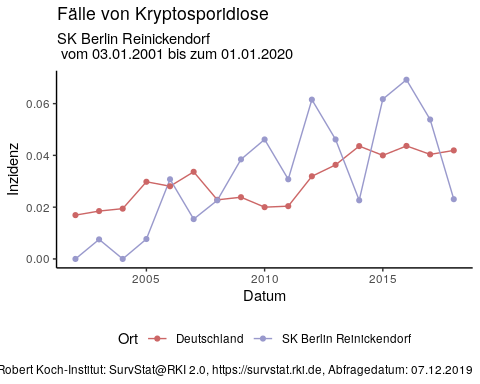 Fälle von Kryptosporidiose
SK Berlin Reinickendorf
vom 03.01.2001 bis zum 01.01.2020
Inzidenz
0.06
0.04
0.02
0.00
2005 2010 2015
Datum
Ort Deutschland SK Berlin Reinickendorf
Robert Koch-Institut: SurvStat@RKI 2.0, https://survstat.rki.de, Abfragedatum: 07.12.2019